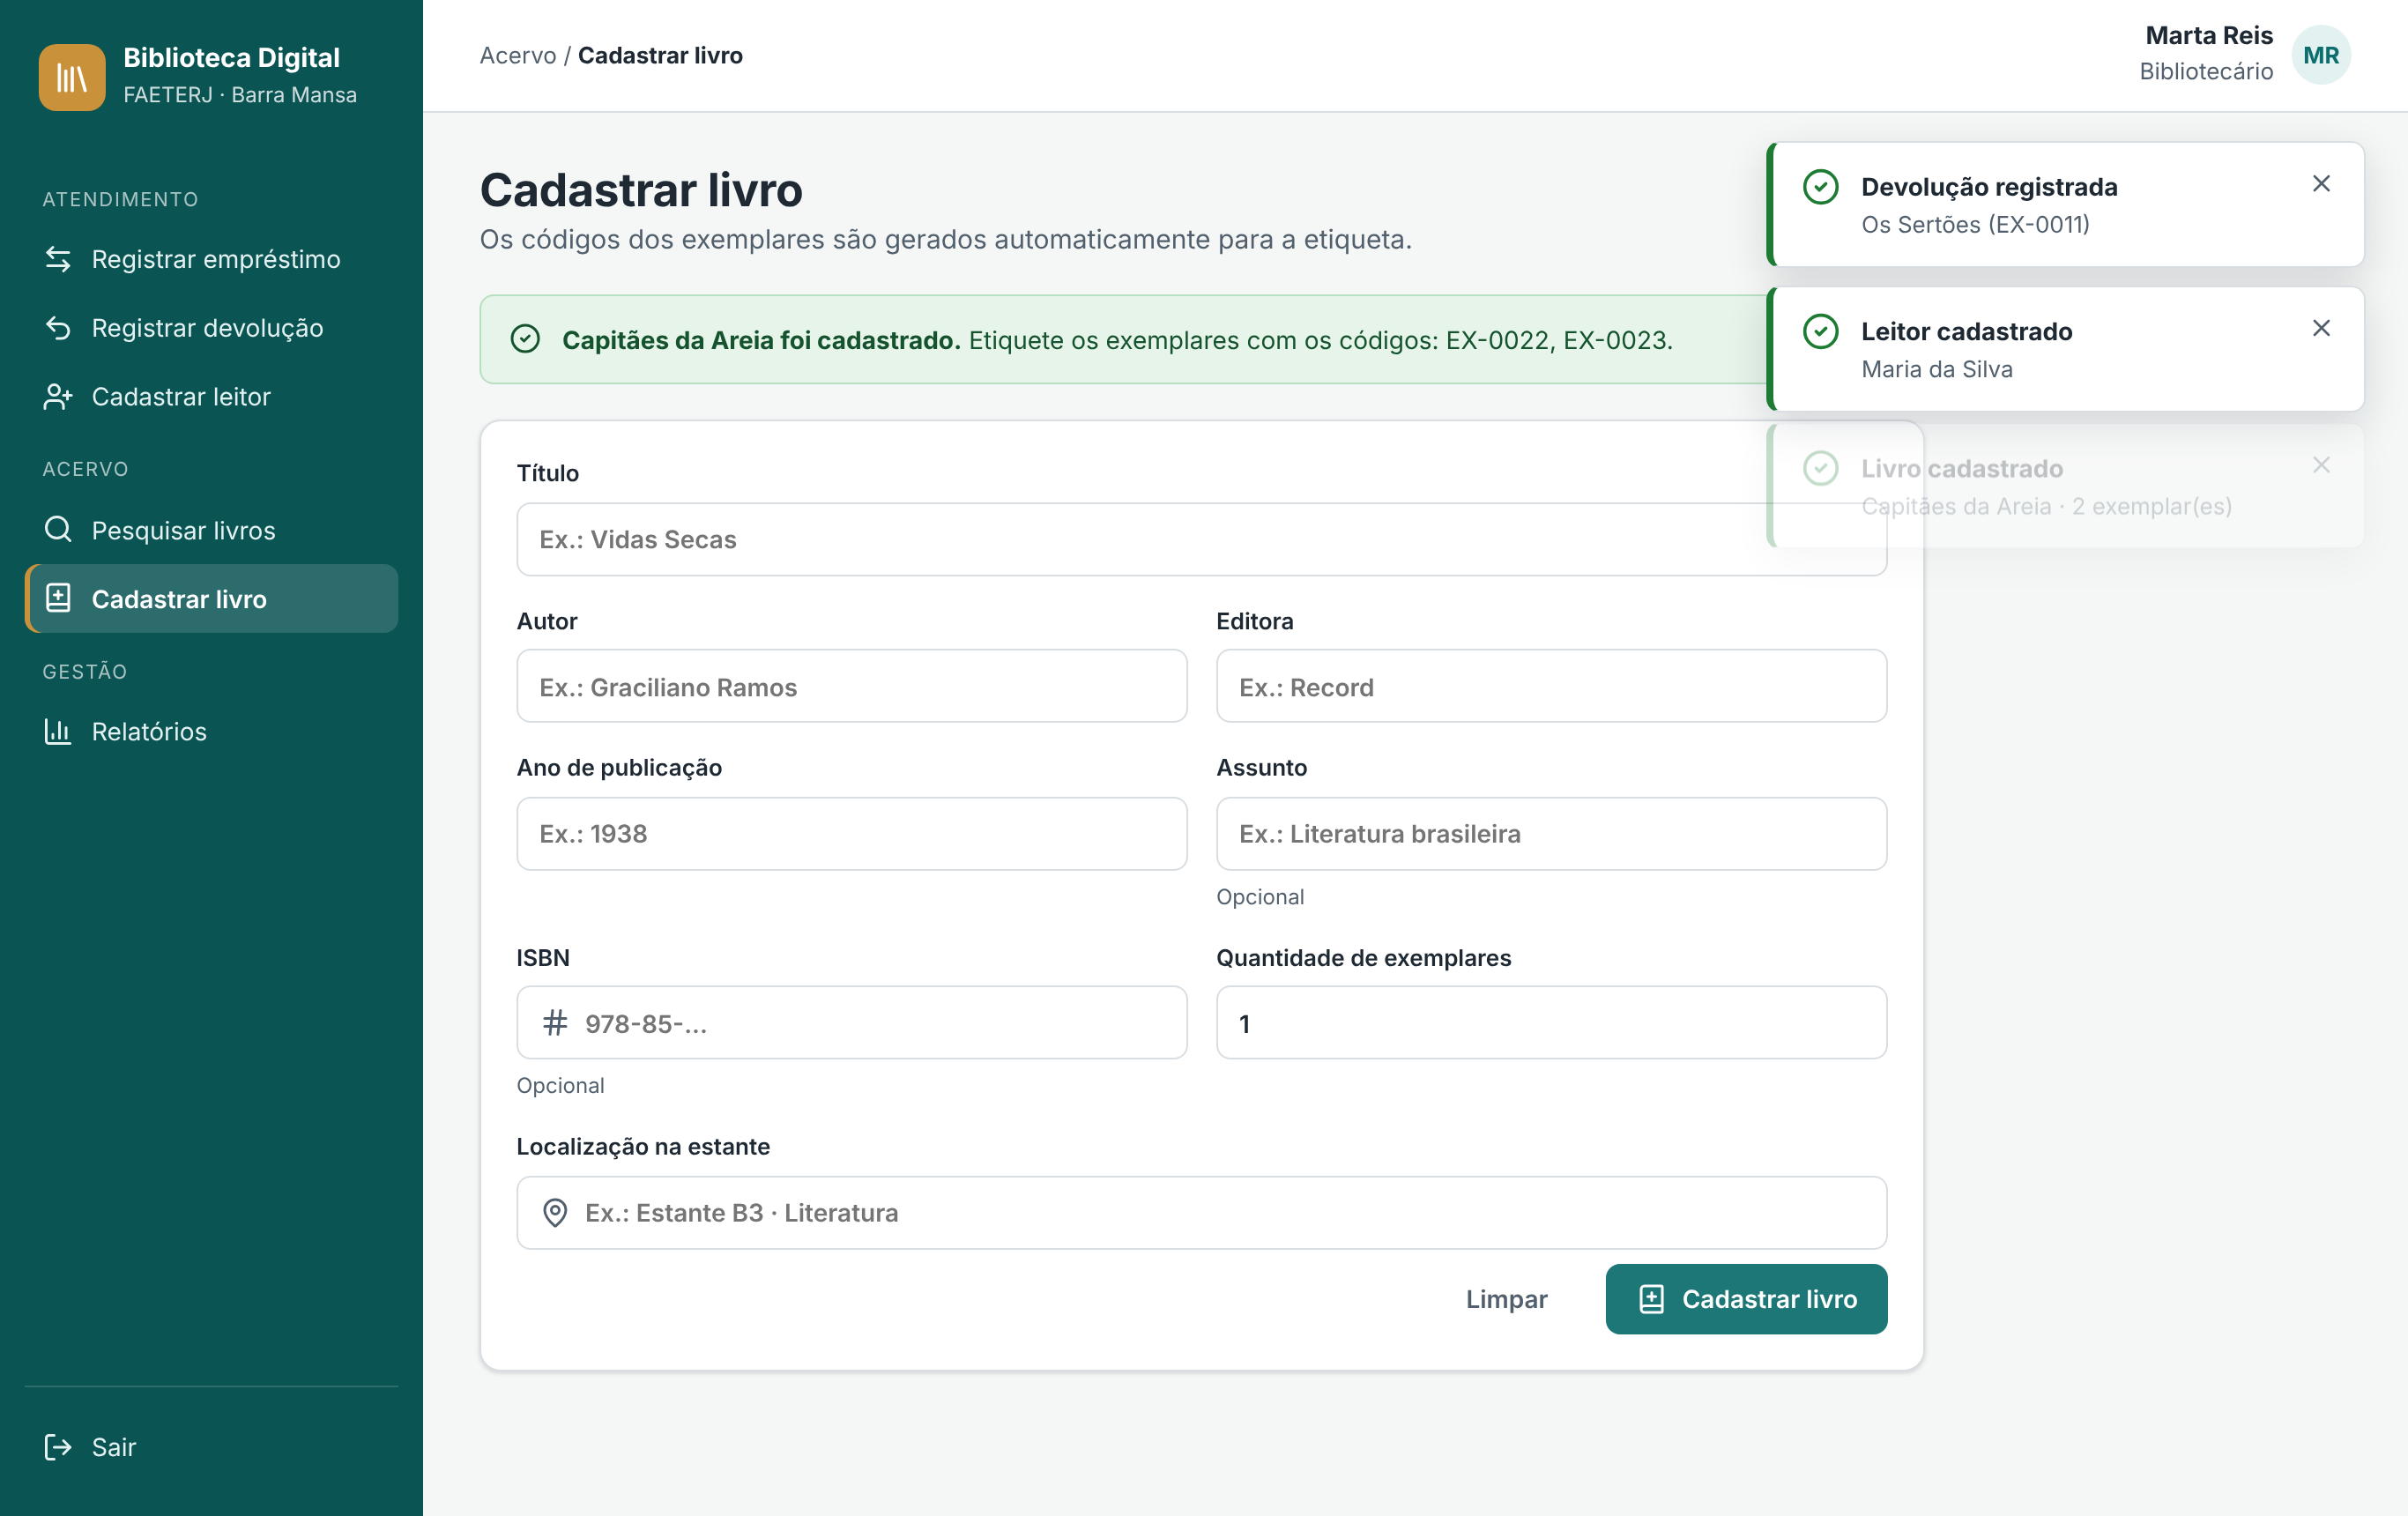 Biblioteca Digital
FAETERJ · Barra Mansa
ATENDIMENTO
Registrar empréstimo
Registrar devolução
Cadastrar leitor
ACERVO
Pesquisar livros
Cadastrar livro
GESTÃO
Relatórios
Sair
Acervo / Cadastrar livro
Marta Reis
Bibliotecário
MR
Cadastrar livro
Os códigos dos exemplares são gerados automaticamente para a etiqueta.
Capitães da Areia foi cadastrado. Etiquete os exemplares com os códigos: EX-0022, EX-0023.
Devolução registrada
Os Sertões (EX-0011)
Leitor cadastrado
Maria da Silva
Livro cadastrado
Capitães da Areia · 2 exemplar(es)
Título
Ex.: Vidas Secas
Autor
Ex.: Graciliano Ramos
Editora
Ex.: Record
Ano de publicação
Ex.: 1938
Assunto
Ex.: Literatura brasileira
Opcional
ISBN
978-85-...
Opcional
Quantidade de exemplares
1
Localização na estante
Ex.: Estante B3 · Literatura
Limpar
Cadastrar livro